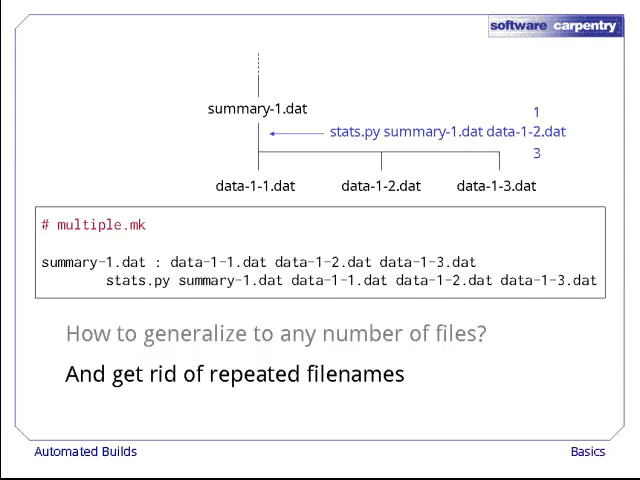 software carpentry
summary-1.dat
1
stats.py summary-1.dat data-1-2.dat
3
data-1-1.dat data-1-2.dat data-1-3.dat
# multiple.mk
summary-1.dat : data-1-1.dat data-1-2.dat data-1-3.dat
stats.py summary-1.dat data-1-1.dat data-1-2.dat data-1-3.dat
How to generalize to any number of files?
And get rid of repeated filenames
Automated Builds Basics